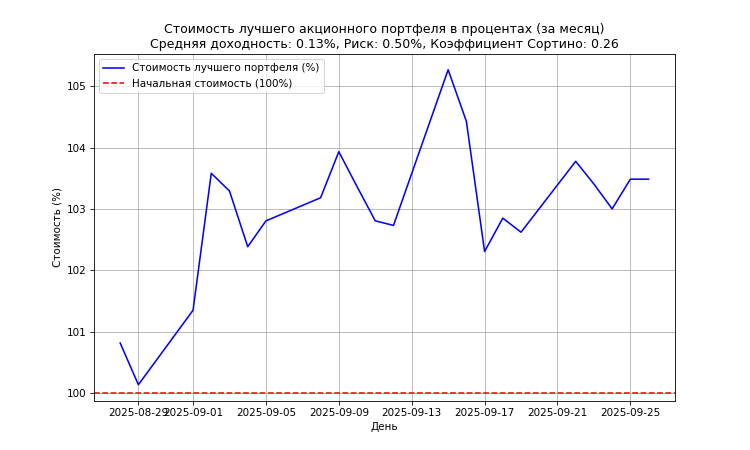 Стоимость лучшего акционного портфеля в процентах (за месяц)
Средняя доходность: 0.13%, Риск: 0.50%, Коэффициент Сортино: 0.26
Стоимость лучшего портфеля (%)
Начальная стоимость (100%)
Стоимость (%)
105
104
103
102
101
100
2025-08-29
2025-09-01
2025-09-05
2025-09-09
2025-09-13
2025-09-17
2025-09-21
2025-09-25
День